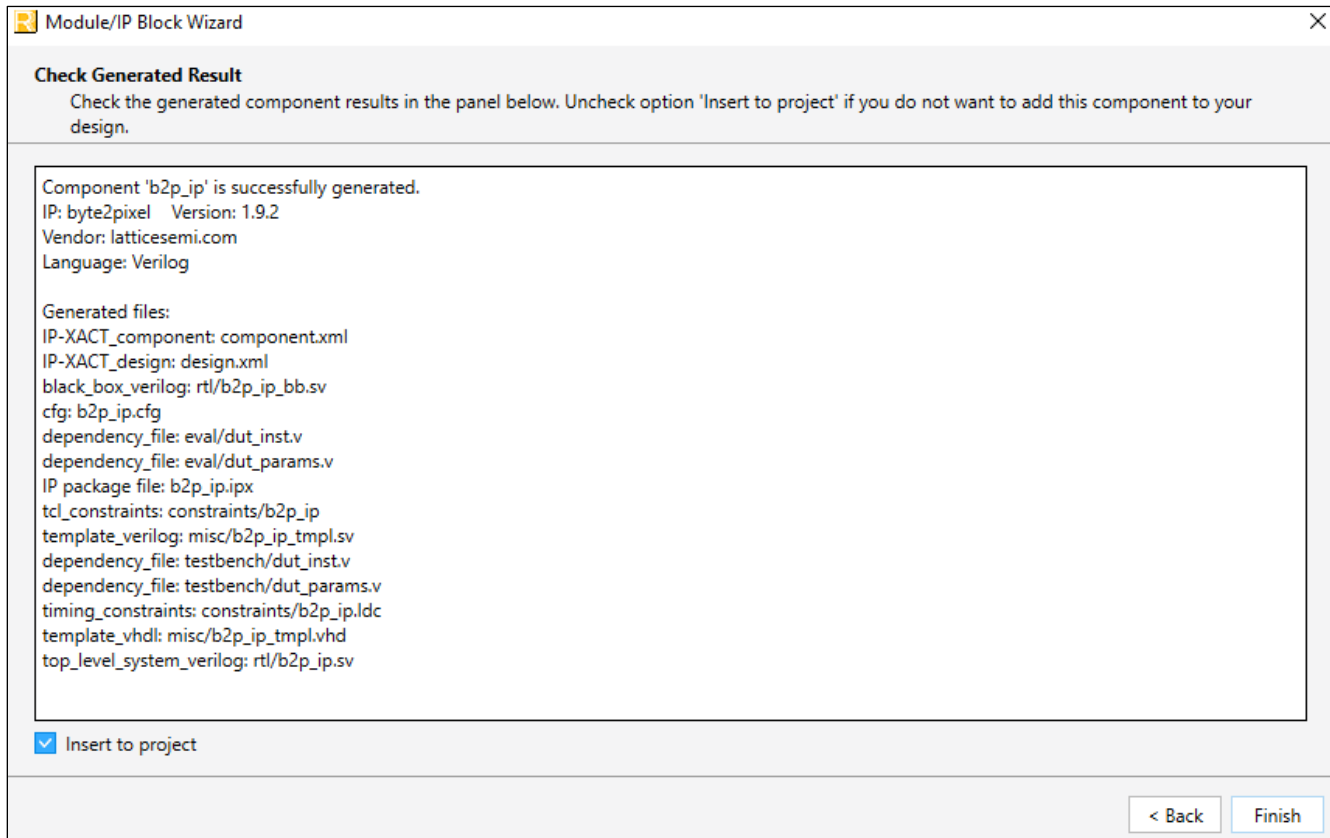 Module/IP Block Wizard
Check Generated Result
Check the generated component results in the panel below. Uncheck option 'Insert to project' if you do not want to add this component to your
design.
Component 'b2p_ip' is successfully generated.
IP: byte2pixel    Version: 1.9.2
Vendor: latticesemi.com
Language: Verilog
Generated files:
IP-XACT_component: component.xml
IP-XACT_design: design.xml
black_box_verilog: rtl/b2p_ip_bb.sv
cfg: b2p_ip.cfg
dependency_file: eval/dut_inst.v
dependency_file: eval/dut_params.v
IP package file: b2p_ip.ipx
tcl_constraints: constraints/b2p_ip
template_verilog: misc/b2p_ip_tmpl.sv
dependency_file: testbench/dut_inst.v
dependency_file: testbench/dut_params.v
timing_constraints: constraints/b2p_ip.ldc
template_vhdl: misc/b2p_ip_tmpl.vhd
top_level_system_verilog: rtl/b2p_ip.sv
Insert to project
< Back Finish